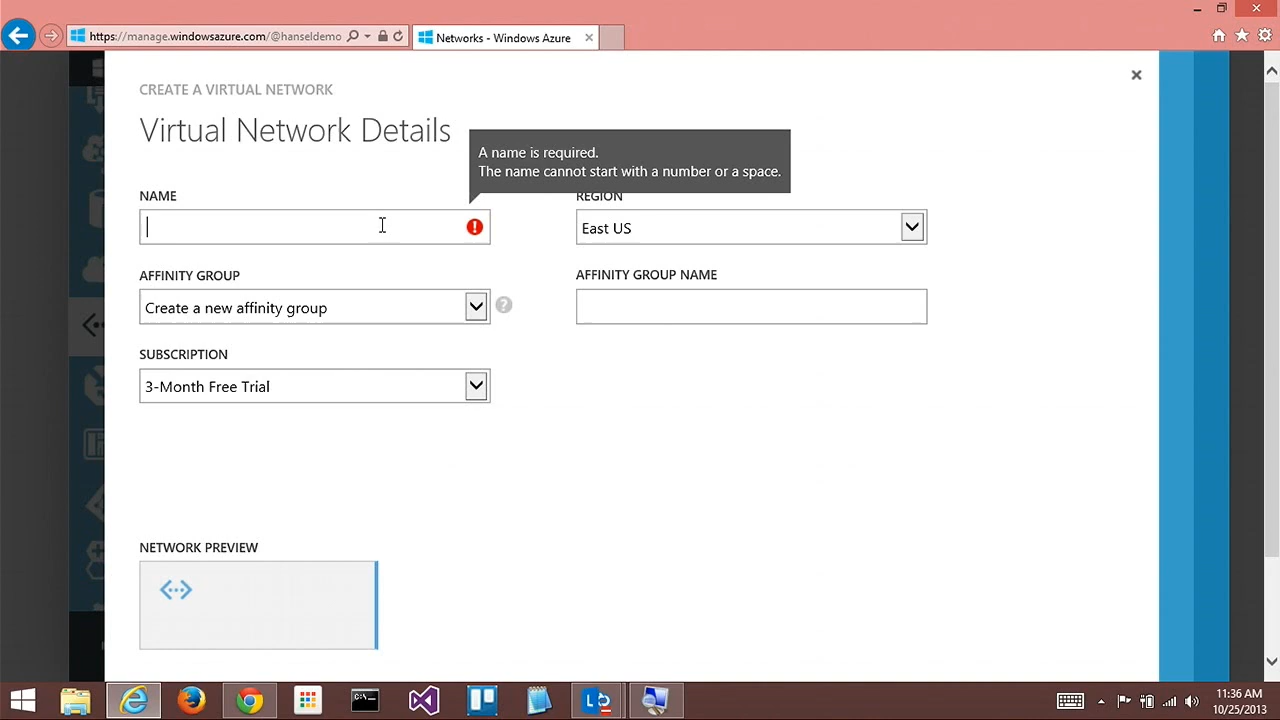 https://manage.windowsazure.com/@hanseldemo
Networks - Windows Azure
CREATE A VIRTUAL NETWORK
Virtual Network Details
A name is required.
The name cannot start with a number or a space.
NAME
REGION
East US
AFFINITY GROUP
AFFINITY GROUP NAME
Create a new affinity group
?
SUBSCRIPTION
3-Month Free Trial
NETWORK PREVIEW
11:36 AM
10/25/2013